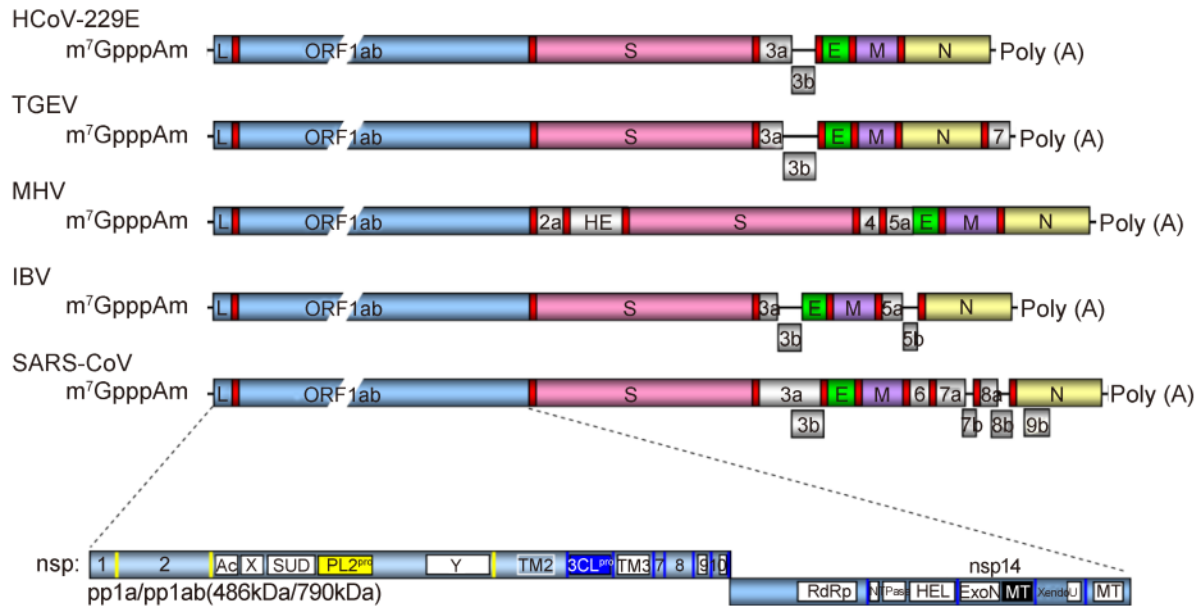 HCoV-229E
m⁷GpppAm L ORF1ab S 3a E M N Poly (A)
3b
TGEV
m⁷GpppAm L ORF1ab S 3a E M N 7 Poly (A)
3b
MHV
m⁷GpppAm L ORF1ab 2a HE S 4 5a E M N Poly (A)
IBV
m⁷GpppAm L ORF1ab S 3a E M 5a N Poly (A)
3b 5b
SARS-CoV
m⁷GpppAm L ORF1ab S 3a E M 6 7a 8a N Poly (A)
3b 7b 8b 9b
nsp: 1 2 Ac X SUD PL2ᵖʳᵒ Y TM2 3CLᵖʳᵒ TM3 7 8 9 10 nsp14
pp1a/pp1ab(486kDa/790kDa) RdRp N TPase HEL ExoN MT XendoU MT